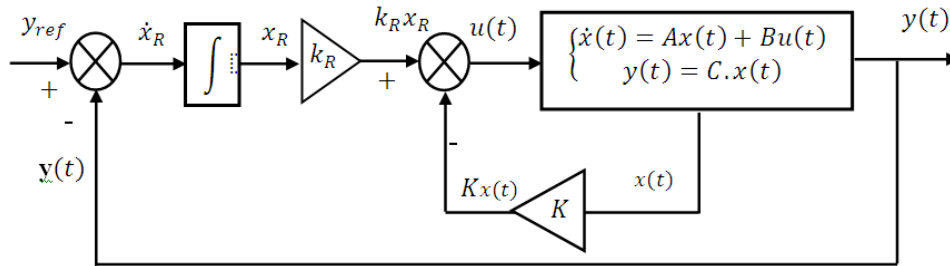 y_ref
+
-
y(t)
ẋ_R
∫
x_R
k_R
k_R x_R
+
-
u(t)
{ẋ(t) = Ax(t) + Bu(t)
y(t) = C.x(t)
y(t)
Kx(t)
K
x(t)